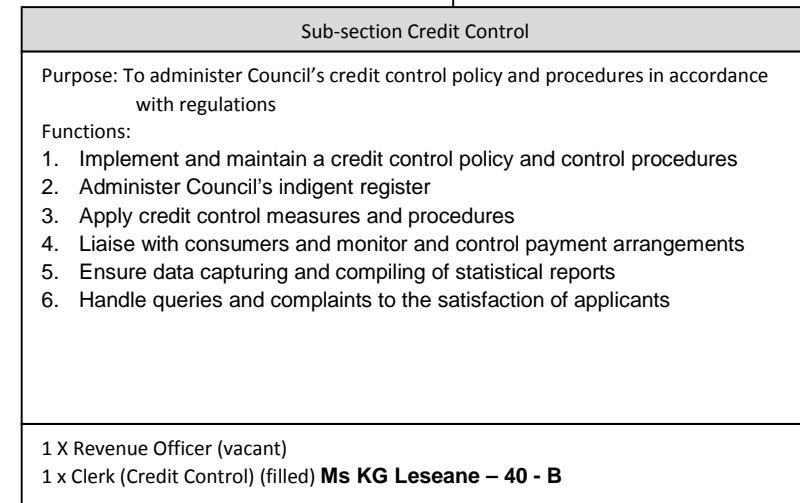 Sub-section Credit Control
Purpose: To administer Council's credit control policy and procedures in accordance
with regulations
Functions:
1. Implement and maintain a credit control policy and control procedures
2. Administer Council's indigent register
3. Apply credit control measures and procedures
4. Liaise with consumers and monitor and control payment arrangements
5. Ensure data capturing and compiling of statistical reports
6. Handle queries and complaints to the satisfaction of applicants
1 X Revenue Officer (vacant)
1 x Clerk (Credit Control) (filled) Ms KG Leseane – 40 - B